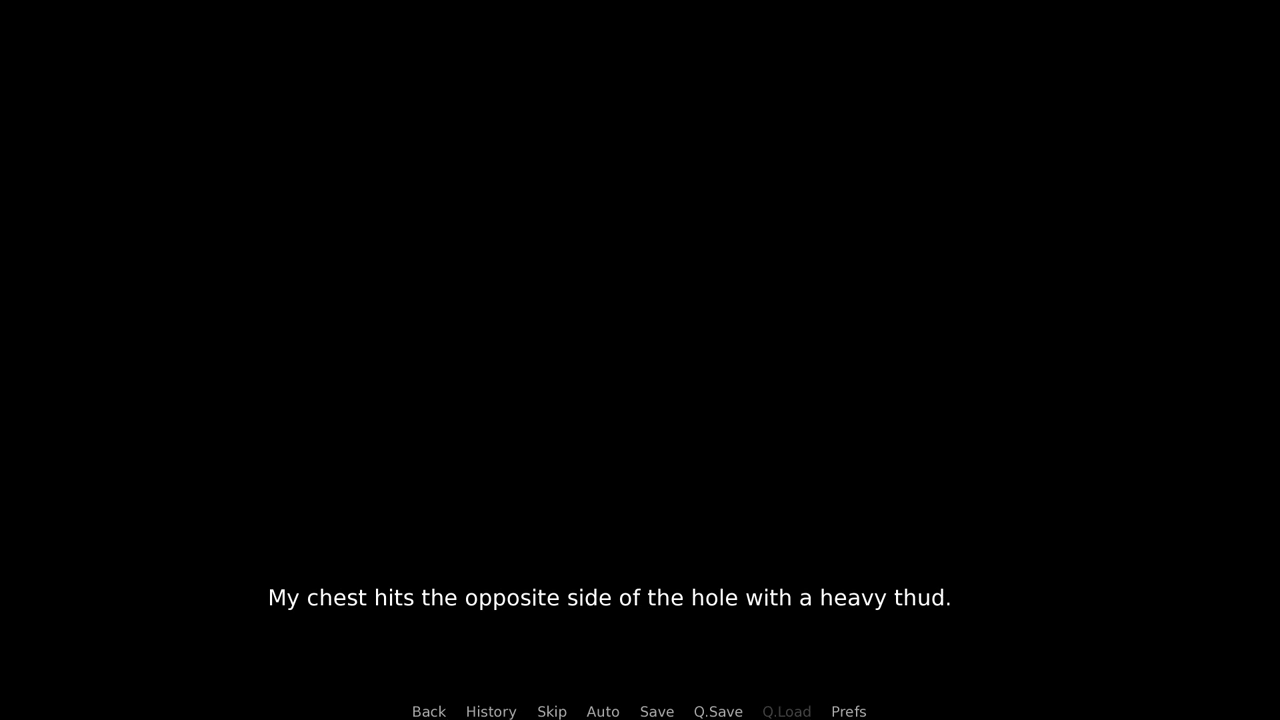 My chest hits the opposite side of the hole with a heavy thud.
Back History Skip Auto Save Q.Save Q.Load Prefs